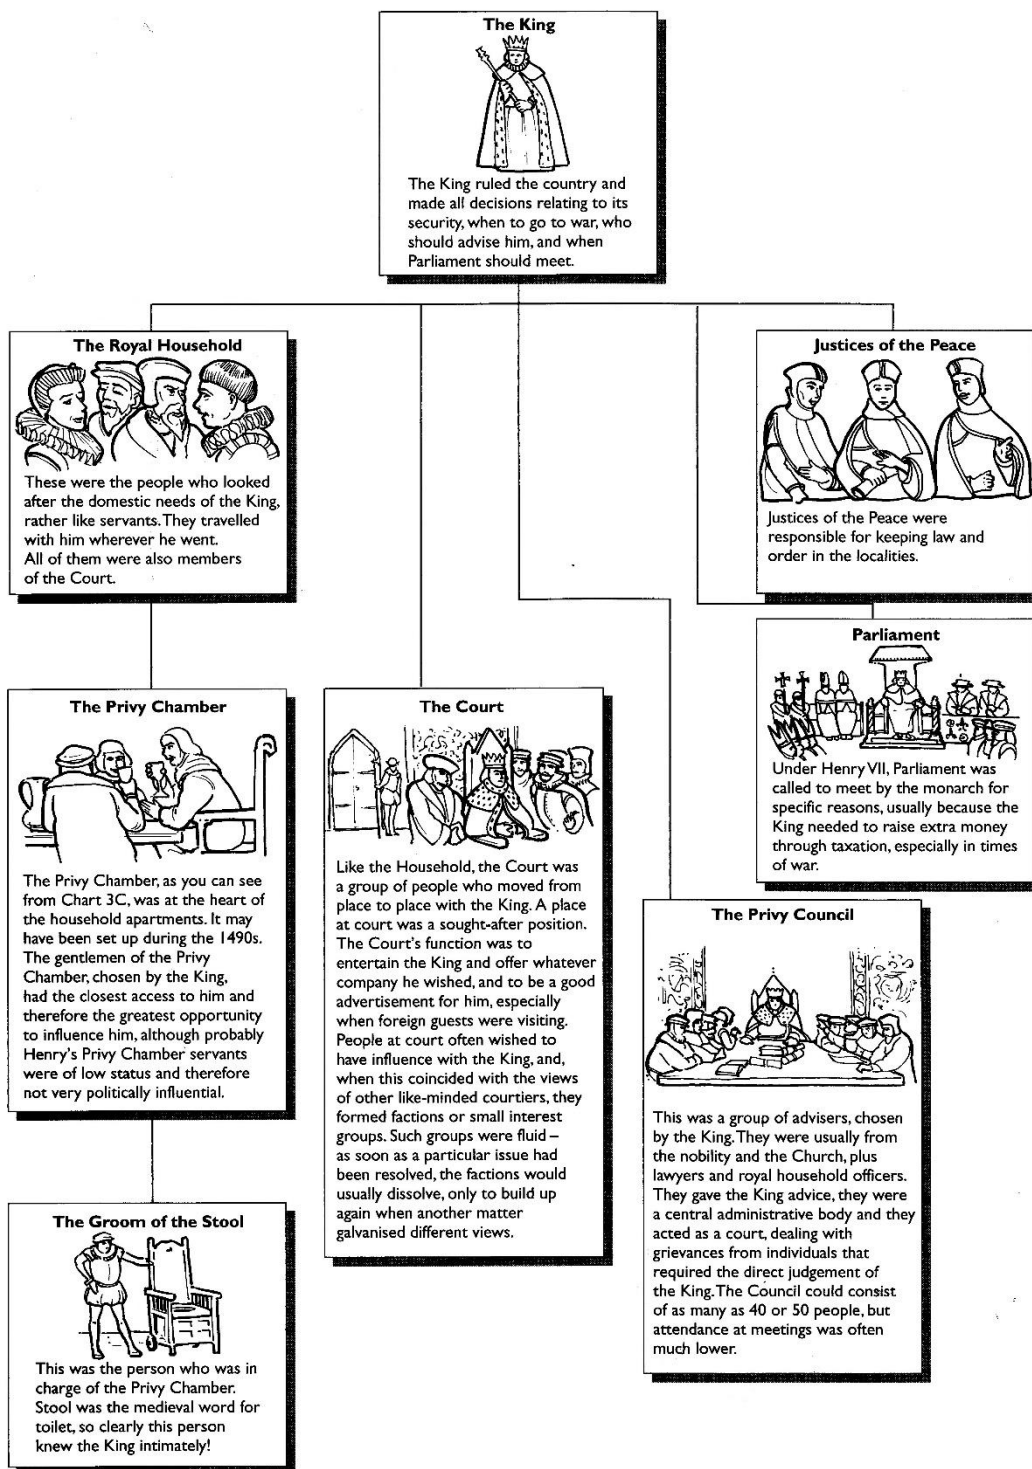 The King
The King ruled the country and
made all decisions relating to its
security, when to go to war, who
should advise him, and when
Parliament should meet.
The Royal Household
These were the people who looked
after the domestic needs of the King,
rather like servants. They travelled
with him wherever he went.
All of them were also members
of the Court.
Justices of the Peace
Justices of the Peace were
responsible for keeping law and
order in the localities.
Parliament
Under Henry VII, Parliament was
called to meet by the monarch for
specific reasons, usually because the
King needed to raise extra money
through taxation, especially in times
of war.
The Privy Chamber
The Privy Chamber, as you can see
from Chart 3C, was at the heart of
the household apartments. It may
have been set up during the 1490s.
The gentlemen of the Privy
Chamber, chosen by the King,
had the closest access to him and
therefore the greatest opportunity
to influence him, although probably
Henry's Privy Chamber servants
were of low status and therefore
not very politically influential.
The Court
Like the Household, the Court was
a group of people who moved from
place to place with the King. A place
at court was a sought-after position.
The Court's function was to
entertain the King and offer whatever
company he wished, and to be a good
advertisement for him, especially
when foreign guests were visiting.
People at court often wished to
have influence with the King, and,
when this coincided with the views
of other like-minded courtiers, they
formed factions or small interest
groups. Such groups were fluid –
as soon as a particular issue had
been resolved, the factions would
usually dissolve, only to build up
again when another matter
galvanised different views.
The Privy Council
This was a group of advisers, chosen
by the King. They were usually from
the nobility and the Church, plus
lawyers and royal household officers.
They gave the King advice, they were
a central administrative body and they
acted as a court, dealing with
grievances from individuals that
required the direct judgement of
the King. The Council could consist
of as many as 40 or 50 people, but
attendance at meetings was often
much lower.
The Groom of the Stool
This was the person who was in
charge of the Privy Chamber.
Stool was the medieval word for
toilet, so clearly this person
knew the King intimately!